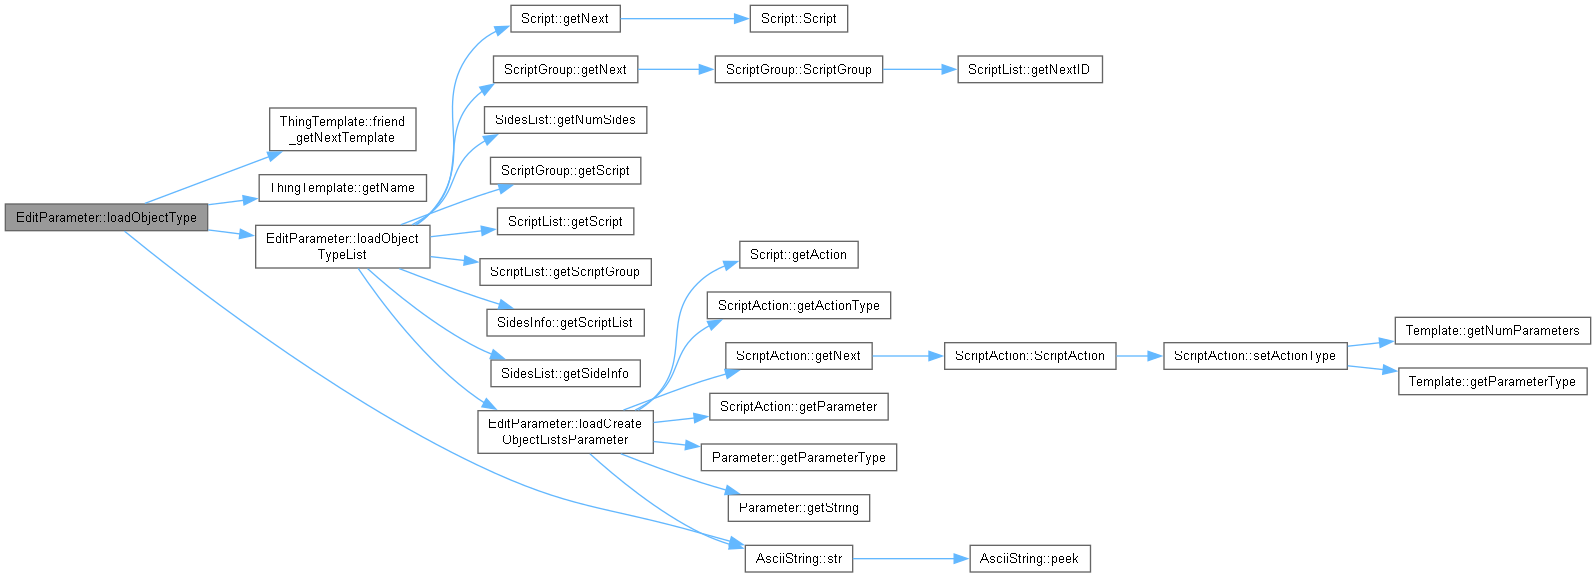 Script::getNext
Script::Script
ScriptGroup::getNext
ScriptGroup::ScriptGroup
ScriptList::getNextID
ThingTemplate::friend
_getNextTemplate
SidesList::getNumSides
ScriptGroup::getScript
ThingTemplate::getName
EditParameter::loadObjectType
ScriptList::getScript
EditParameter::loadObject
TypeList
Script::getAction
ScriptList::getScriptGroup
ScriptAction::getActionType
SidesInfo::getScriptList
Template::getNumParameters
ScriptAction::getNext
ScriptAction::ScriptAction
ScriptAction::setActionType
SidesList::getSideInfo
Template::getParameterType
ScriptAction::getParameter
EditParameter::loadCreate
ObjectListsParameter
Parameter::getParameterType
Parameter::getString
AsciiString::str
AsciiString::peek